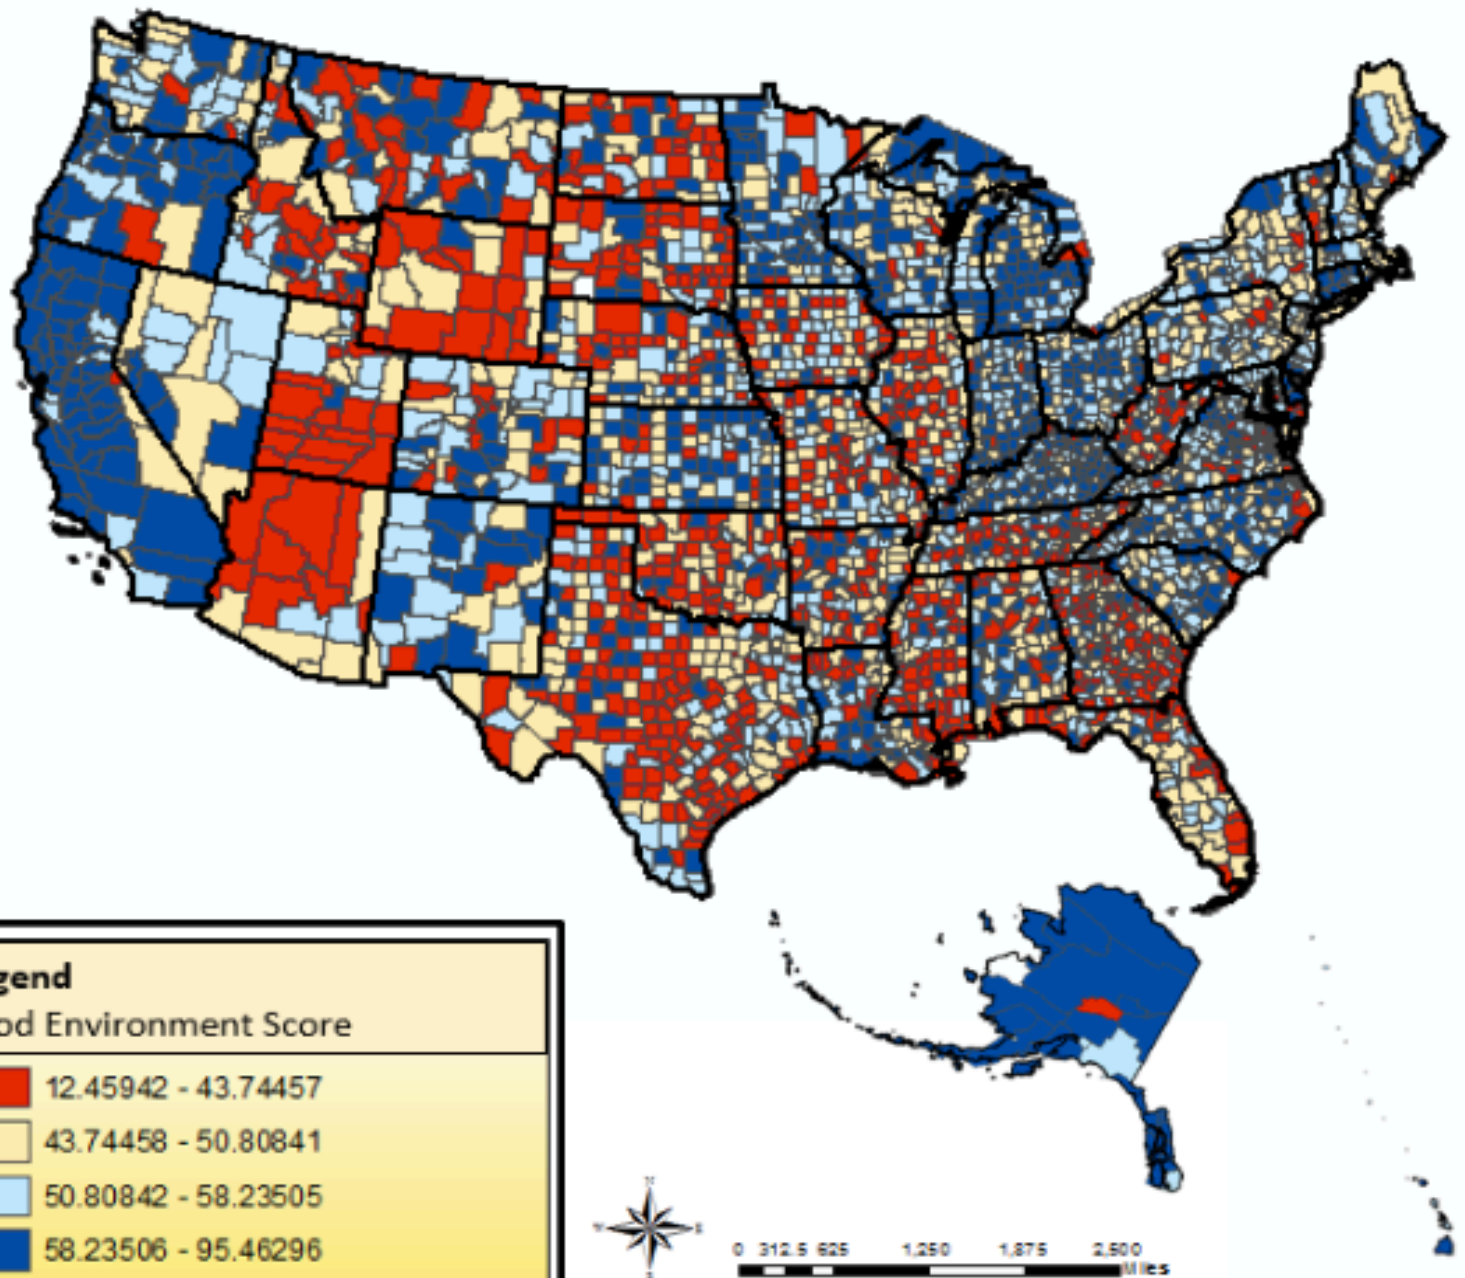 gend
od Environment Score
12.45942 - 43.74457
43.74458 - 50.80841
50.80842 - 58.23505
58.23506 - 95.46296
0 312.5 625 1,250 1,875 2,500
Miles